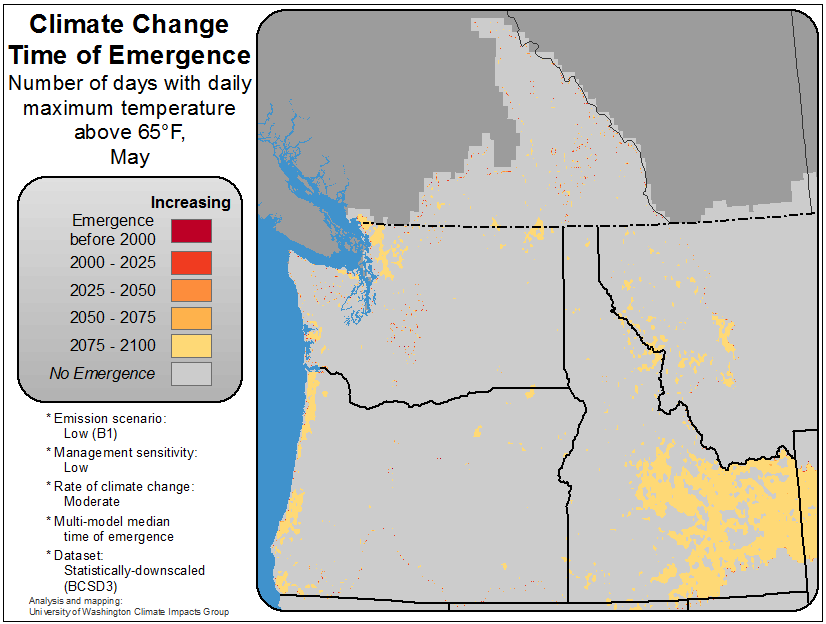 Climate Change
Time of Emergence
Number of days with daily
maximum temperature
above 65°F,
May
Increasing
Emergence
before 2000
2000 - 2025
2025 - 2050
2050 - 2075
2075 - 2100
No Emergence
* Emission scenario:
Low (B1)
* Management sensitivity:
Low
* Rate of climate change:
Moderate
* Multi-model median
time of emergence
* Dataset:
Statistically-downscaled
(BCSD3)
Analysis and mapping:
University of Washington Climate Impacts Group